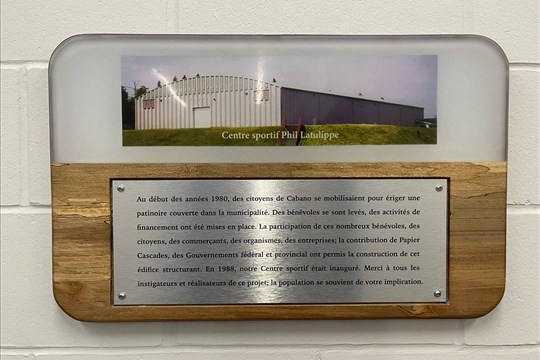 Centre sportif Phil Latulippe
Au début des années 1980, des citoyens de Cabano se mobilisaient pour ériger une
patinoire couverte dans la municipalité. Des bénévoles se sont levés, des activités de
financement ont été mises en place. La participation de ces nombreux bénévoles, des
citoyens, des commerçants, des organismes, des entreprises; la contribution de Papier
Cascades, des Gouvernements fédéral et provincial ont permis la construction de cet
édifice structurant. En 1988, notre Centre sportif était inauguré. Merci à tous les
instigateurs et réalisateurs de ce projet; la population se souvient de votre implication.